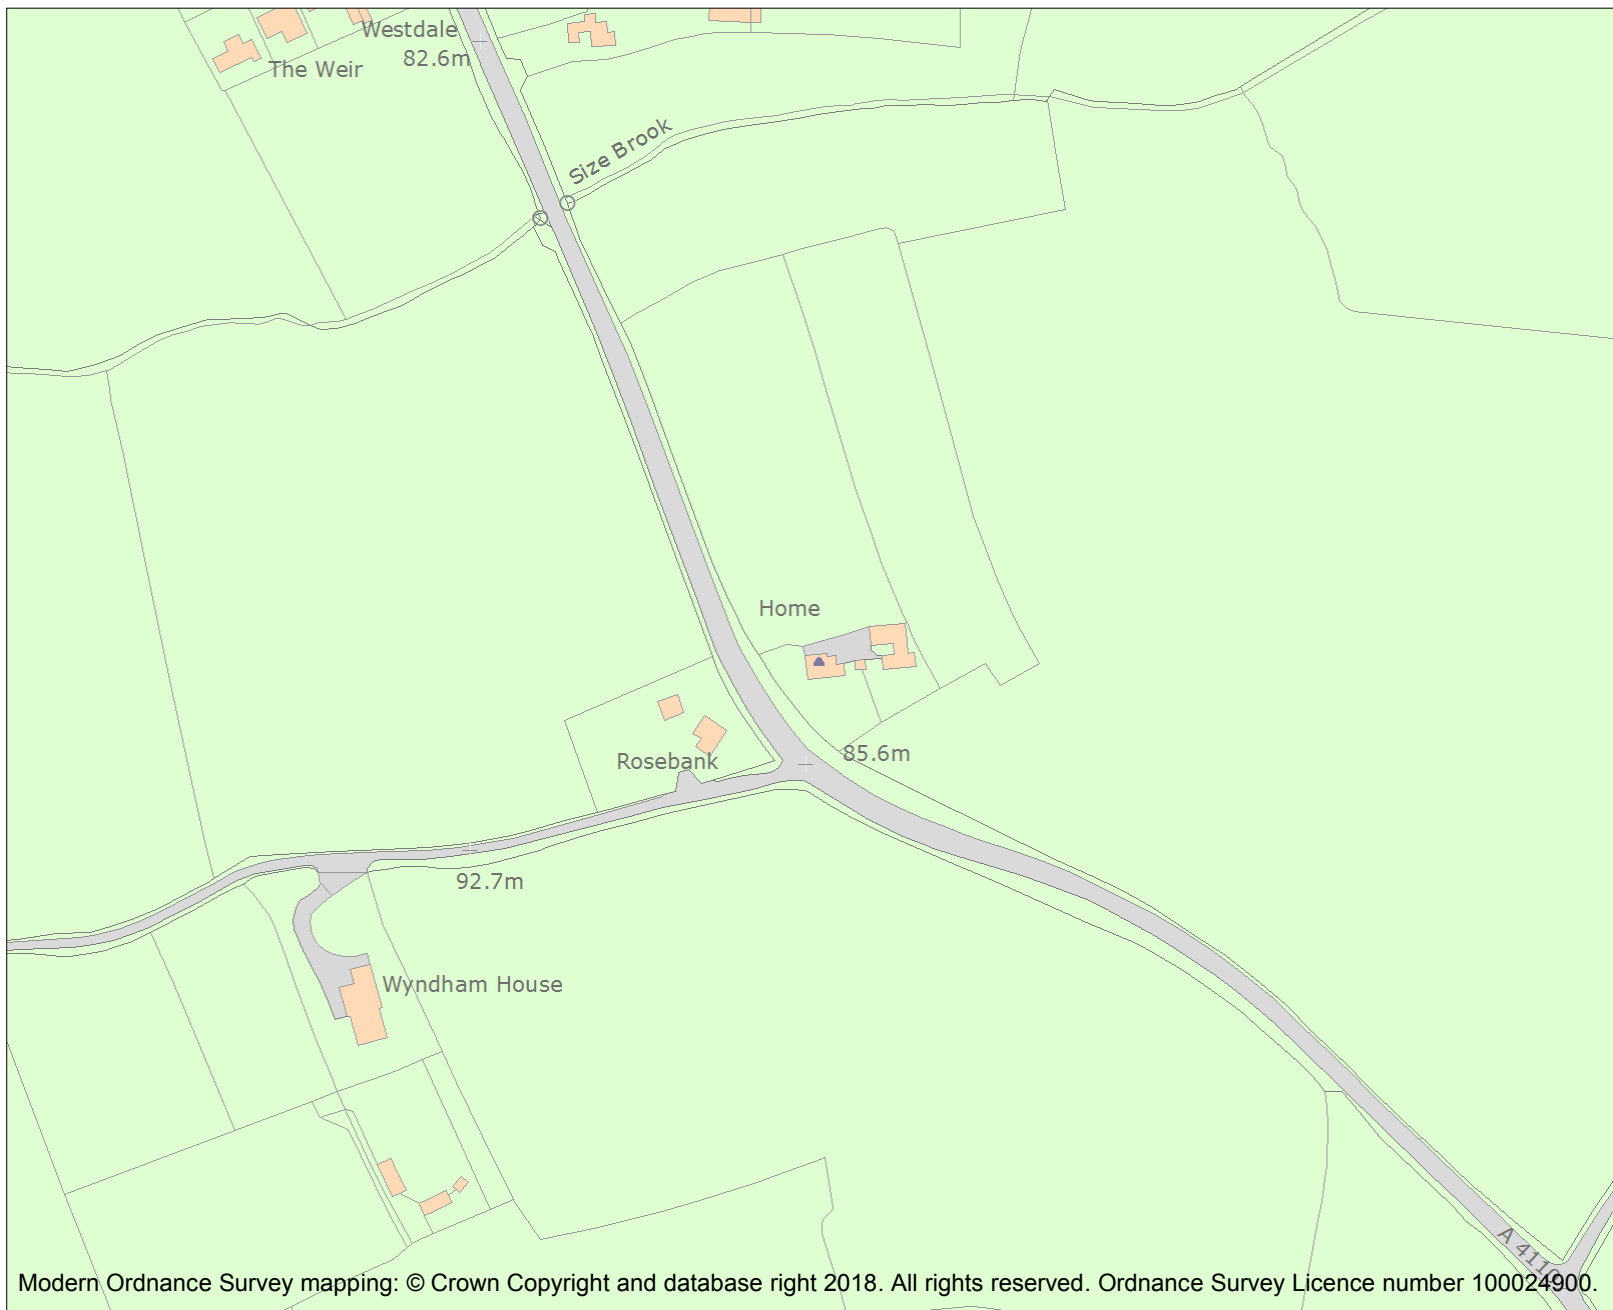 Westdale
82.6m
The Weir
Size Brook
Home
Rosebank
85.6m
92.7m
Wyndham House
Modern Ordnance Survey mapping: © Crown Copyright and database right 2018. All rights reserved. Ordnance Survey Licence number 100024900.